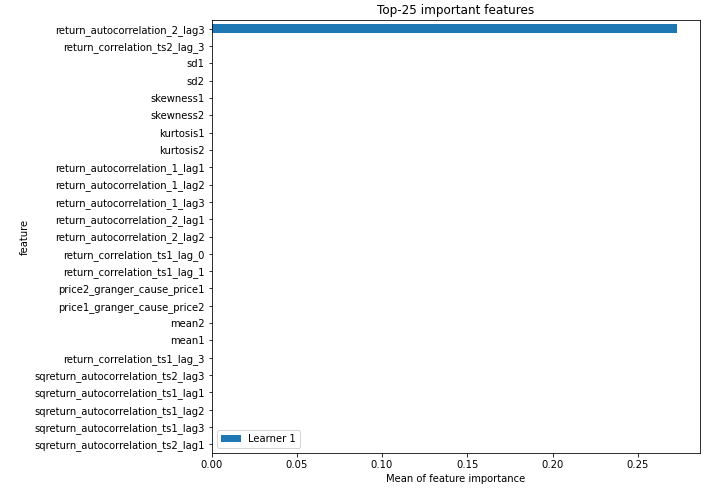 Top-25 important features
return_autocorrelation_2_lag3
return_correlation_ts2_lag_3
sd1
sd2
skewness1
skewness2
kurtosis1
kurtosis2
return_autocorrelation_1_lag1
return_autocorrelation_1_lag2
return_autocorrelation_1_lag3
return_autocorrelation_2_lag1
return_autocorrelation_2_lag2
return_correlation_ts1_lag_0
return_correlation_ts1_lag_1
price2_granger_cause_price1
price1_granger_cause_price2
mean2
mean1
return_correlation_ts1_lag_3
sqreturn_autocorrelation_ts2_lag3
sqreturn_autocorrelation_ts1_lag1
sqreturn_autocorrelation_ts1_lag2
sqreturn_autocorrelation_ts1_lag3
sqreturn_autocorrelation_ts2_lag1
feature
Learner 1
0.00 0.05 0.10 0.15 0.20 0.25
Mean of feature importance